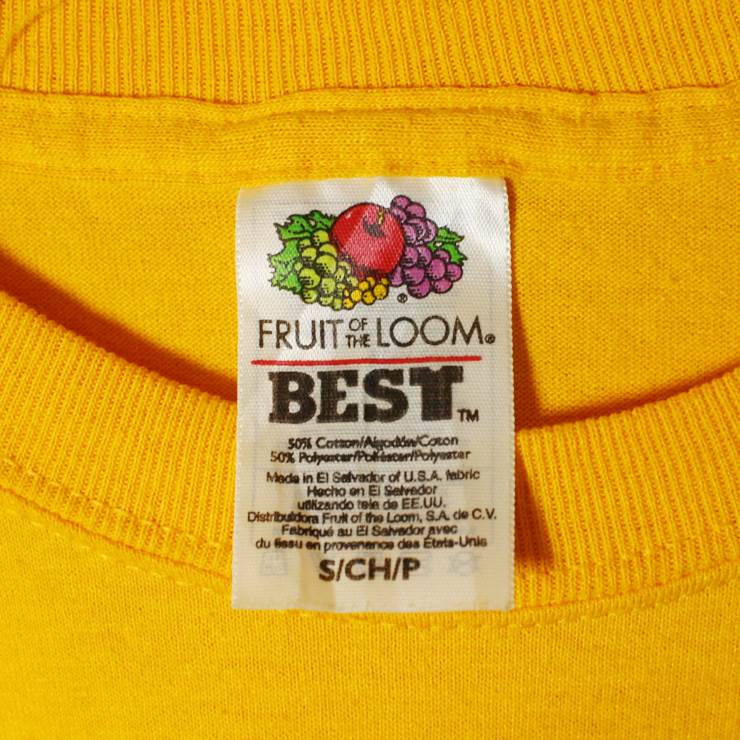 ®
FRUIT OF THE LOOM®
BEST™
50% Cotton/Algodón/Coton
50% Polyester/Poliéster/Polyester
Made in El Salvador of U.S.A. fabric
Hecho en El Salvador
utilizando tela de EE.UU.
Distribuidora Fruit of the Loom, S.A. de C.V.
Fabriqué au El Salvador avec
du tissu en provenance des États-Unis
S/CH/P